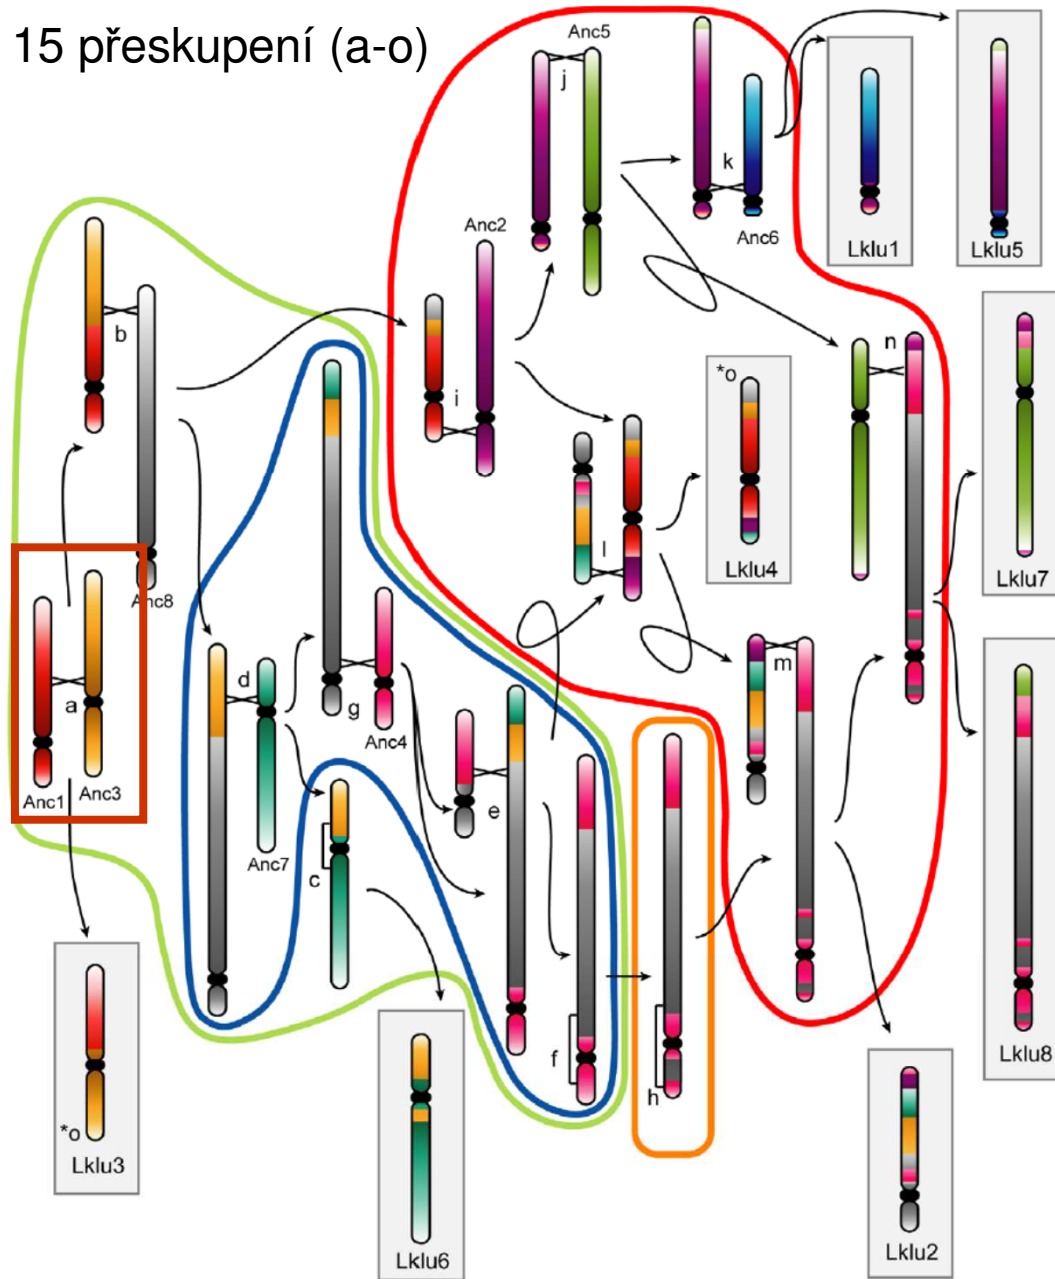 15 přeskupení (a-o)
Anc5
j
k
Anc2
Anc6
Lklu1
Lklu5
b
i
n
*o
Anc8
l
Lklu4
Lklu7
d
m
a
g
Anc4
Anc1
Anc3
Anc7
e
c
f
h
Lklu8
*o
Lklu3
Lklu6
Lklu2